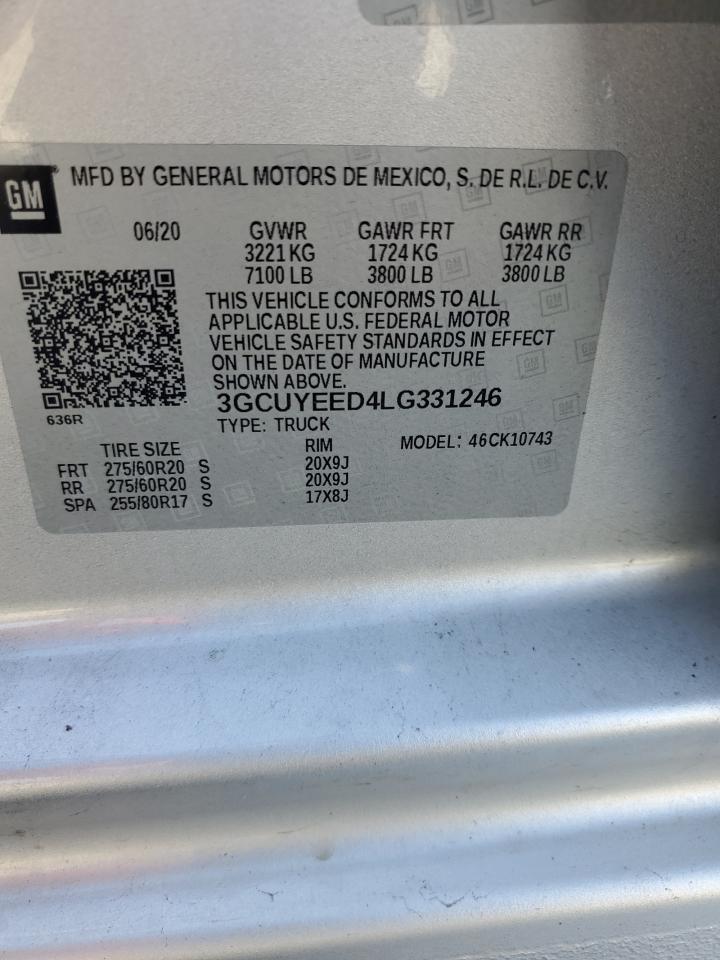 GM MFD BY GENERAL MOTORS DE MEXICO, S. DE R.L. DE C.V.
06/20 GVWR GAWR FRT GAWR RR
3221 KG 1724 KG 1724 KG
7100 LB 3800 LB 3800 LB
THIS VEHICLE CONFORMS TO ALL
APPLICABLE U.S. FEDERAL MOTOR
VEHICLE SAFETY STANDARDS IN EFFECT
ON THE DATE OF MANUFACTURE
SHOWN ABOVE.
3GCUYEED4LG331246
636R
TYPE: TRUCK
TIRE SIZE RIM MODEL: 46CK10743
FRT 275/60R20 S 20X9J
RR 275/60R20 S 20X9J
SPA 255/80R17 S 17X8J